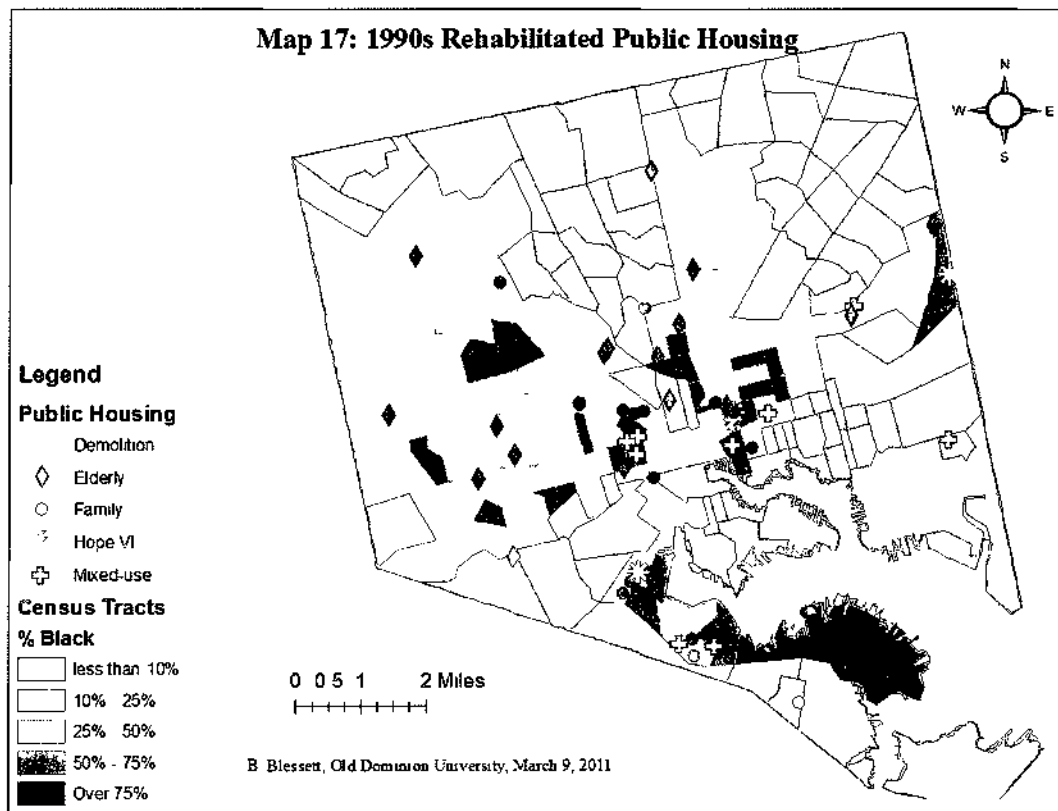 Map 17: 1990s Rehabilitated Public Housing
N
W E
S
Legend
Public Housing
Demolition
Elderly
Family
Hope VI
Mixed-use
Census Tracts
% Black
less than 10%
10% 25%
25% 50%
50% - 75%
Over 75%
0 0 5 1 2 Miles
B Blessett, Old Dominion University, March 9, 2011